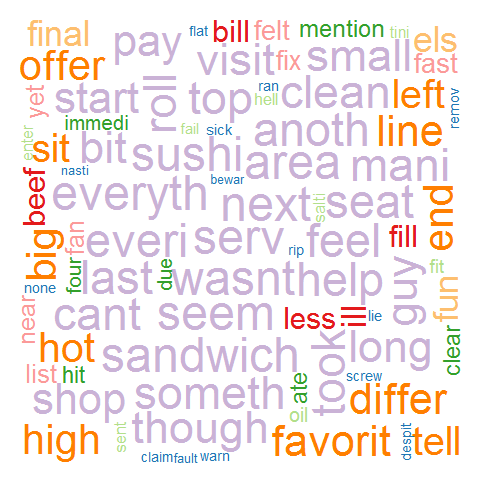 final pay flat bill felt mention tini els
offer visit fix small fast
yet start roll top ran hell clean left remov
immedi
enter sit bit fail sick anoth line
nasti sushi area mani
beef everyth bewar next salti seat end
big fan everi serv rip feel fill fit
none four last due wasnt help guy fun
near cant seem less ill lie clear
hot sandwich took long
list hit screw
shop someth ate differ
oil
high sent though favorit despit tell
claim fault warn